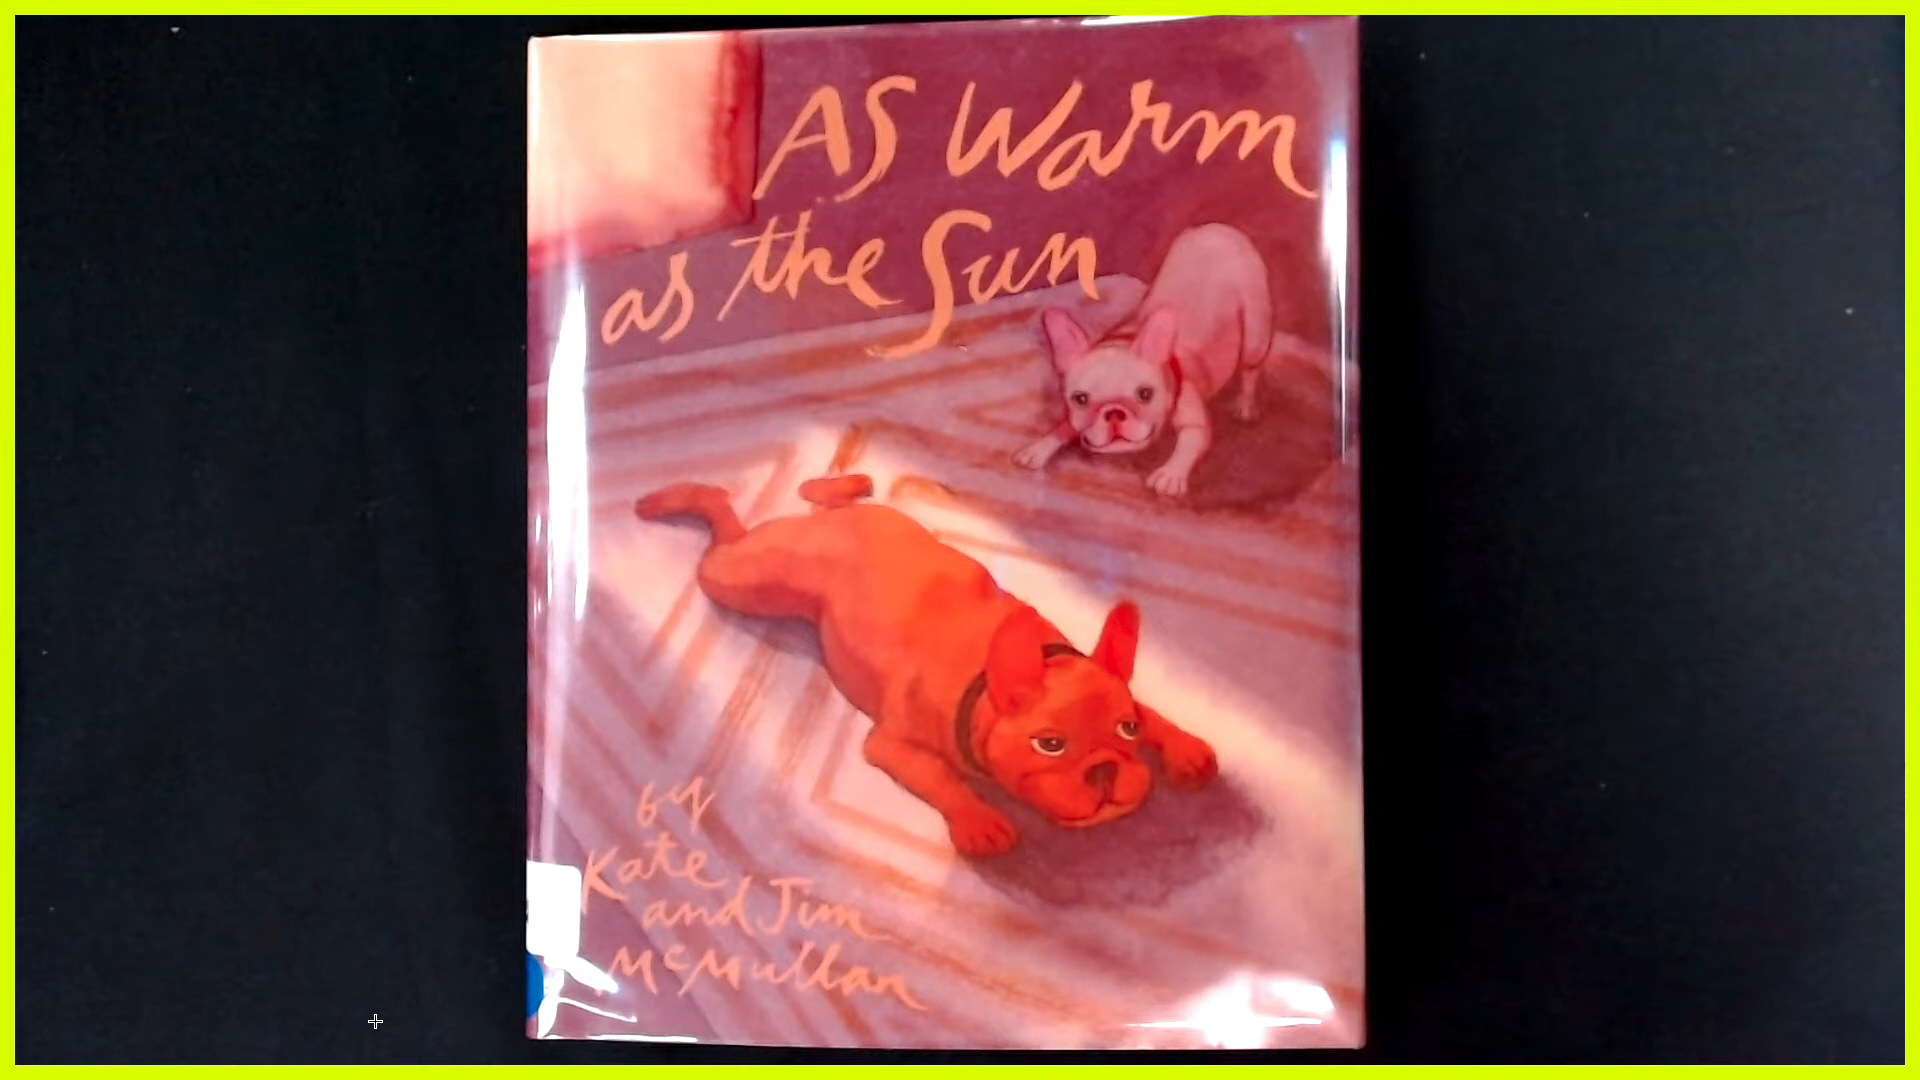 As Warm
as the Sun
by
Kate
and Jim
McMullan